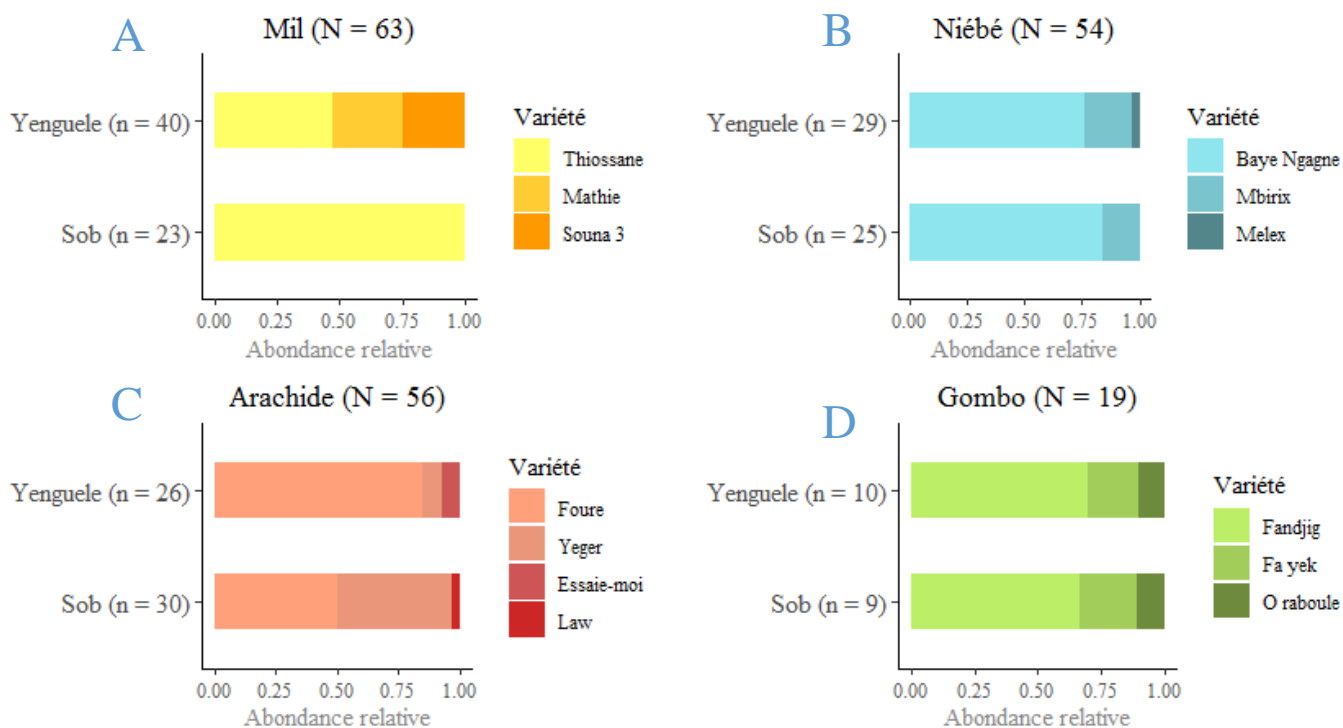 A
Mil (N = 63)
Yenguele (n = 40)
Sob (n = 23)
0.00 0.25 0.50 0.75 1.00
Abondance relative
Variété
Thiossane
Mathie
Souna 3
B
Niébé (N = 54)
Yenguele (n = 29)
Sob (n = 25)
0.00 0.25 0.50 0.75 1.00
Abondance relative
Variété
Baye Ngagne
Mbirix
Melex
C
Arachide (N = 56)
Yenguele (n = 26)
Sob (n = 30)
0.00 0.25 0.50 0.75 1.00
Abondance relative
Variété
Foure
Yeger
Essaie-moi
Law
D
Gombo (N = 19)
Yenguele (n = 10)
Sob (n = 9)
0.00 0.25 0.50 0.75 1.00
Abondance relative
Variété
Fandjig
Fa yek
O raboule